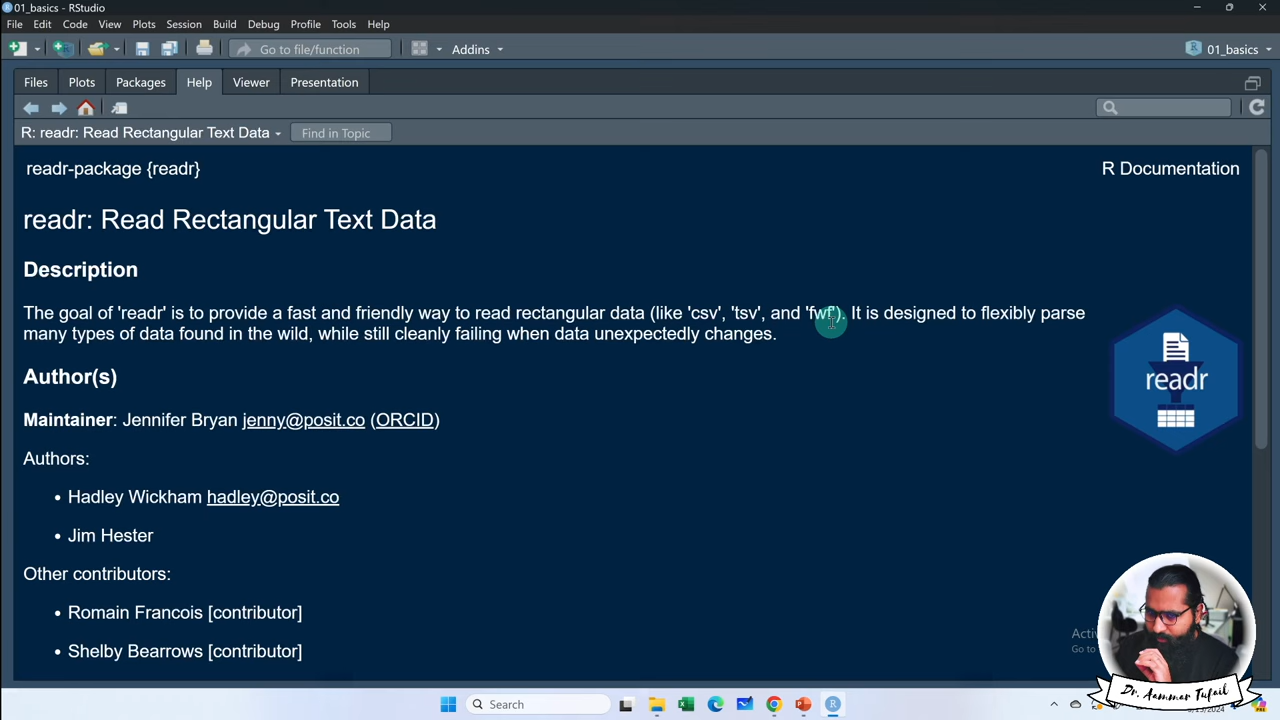 01_basics - RStudio
File Edit Code View Plots Session Build Debug Profile Tools Help
Go to file/function Addins 01_basics
Files Plots Packages Help Viewer Presentation
R: readr: Read Rectangular Text Data Find in Topic
readr-package {readr} R Documentation
readr: Read Rectangular Text Data
Description
The goal of 'readr' is to provide a fast and friendly way to read rectangular data (like 'csv', 'tsv', and 'fwf'). It is designed to flexibly parse
many types of data found in the wild, while still cleanly failing when data unexpectedly changes.
readr
Author(s)
Maintainer: Jennifer Bryan jenny@posit.co (ORCID)
Authors:
• Hadley Wickham hadley@posit.co
• Jim Hester
Other contributors:
• Romain Francois [contributor]
• Shelby Bearrows [contributor]
Go to
Dr. Aammar Tufail
Search